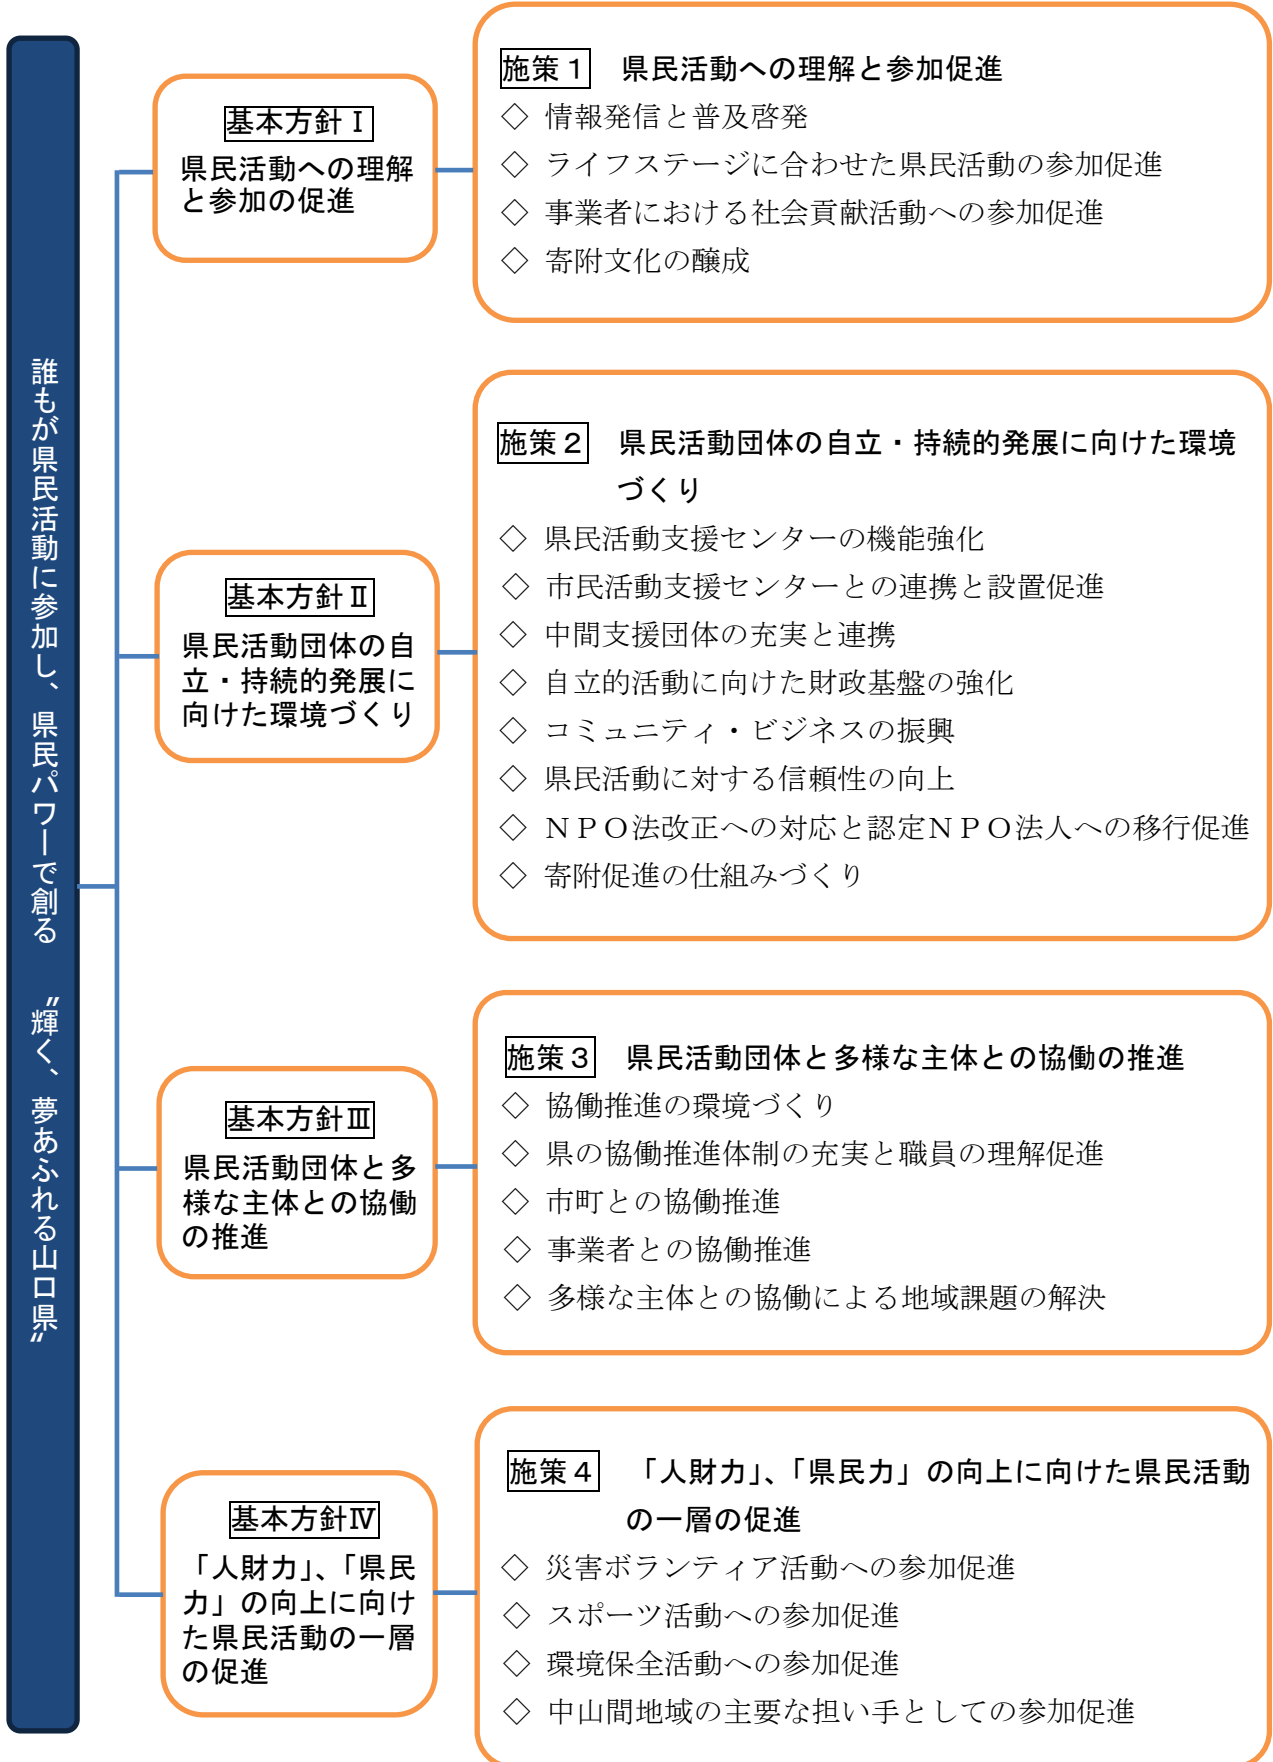 誰もが県民活動に参加し、県民パワーで創る　〝輝く、夢あふれる山口県〟
基本方針Ⅰ
県民活動への理解
と参加の促進
施策１　県民活動への理解と参加促進
◇ 情報発信と普及啓発
◇ ライフステージに合わせた県民活動の参加促進
◇ 事業者における社会貢献活動への参加促進
◇ 寄附文化の醸成
基本方針Ⅱ
県民活動団体の自
立・持続的発展に
向けた環境づくり
施策２　県民活動団体の自立・持続的発展に向けた環境
づくり
◇ 県民活動支援センターの機能強化
◇ 市民活動支援センターとの連携と設置促進
◇ 中間支援団体の充実と連携
◇ 自立的活動に向けた財政基盤の強化
◇ コミュニティ・ビジネスの振興
◇ 県民活動に対する信頼性の向上
◇ ＮＰＯ法改正への対応と認定ＮＰＯ法人への移行促進
◇ 寄附促進の仕組みづくり
基本方針Ⅲ
県民活動団体と多
様な主体との協働
の推進
施策３　県民活動団体と多様な主体との協働の推進
◇ 協働推進の環境づくり
◇ 県の協働推進体制の充実と職員の理解促進
◇ 市町との協働推進
◇ 事業者との協働推進
◇ 多様な主体との協働による地域課題の解決
基本方針Ⅳ
「人財力」、「県民
力」の向上に向け
た県民活動の一層
の促進
施策４　「人財力」、「県民力」の向上に向けた県民活動
の一層の促進
◇ 災害ボランティア活動への参加促進
◇ スポーツ活動への参加促進
◇ 環境保全活動への参加促進
◇ 中山間地域の主要な担い手としての参加促進